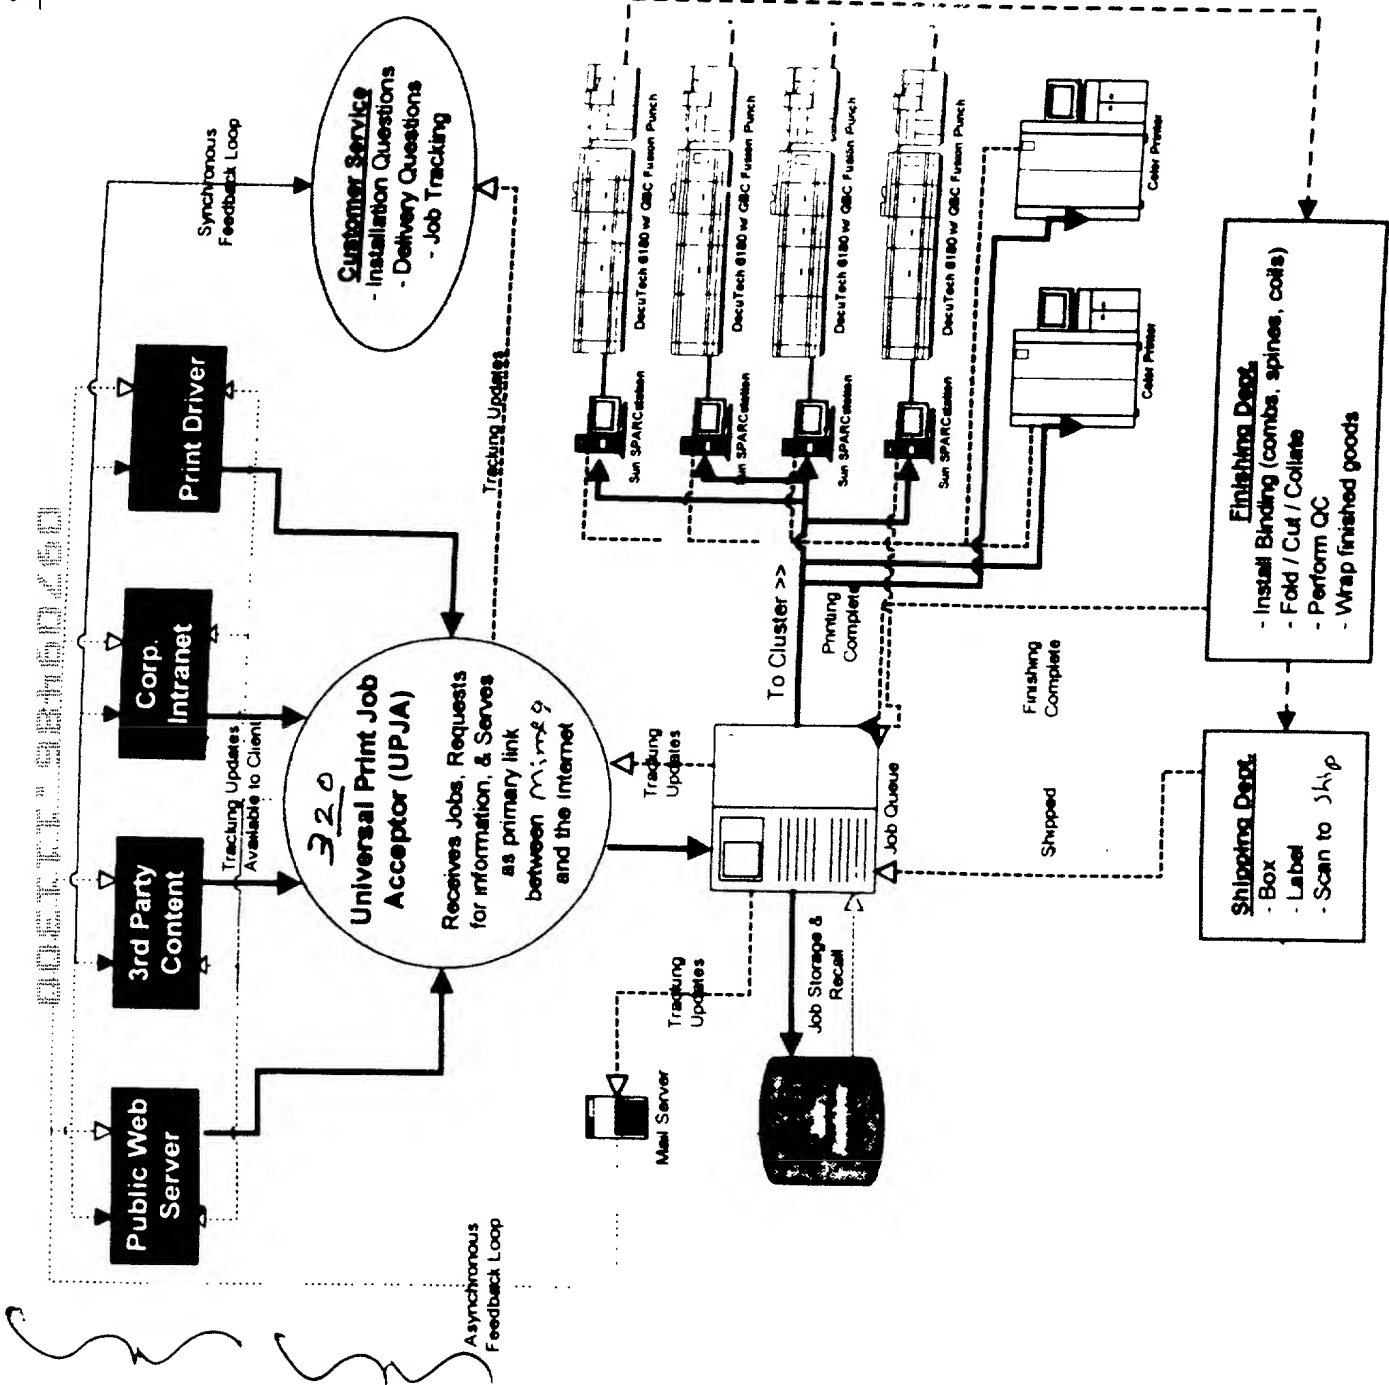 Public Web
Server
3rd Party
Content
Corp.
Intranet
Print Driver
Synchronous
Feedback Loop
Customer Service
- Installation Questions
- Delivery Questions
- Job Tracking
Tracking Updates
Available to Client
320
Universal Print Job
Acceptor (UPJA)
Receives Jobs, Requests
for information, & Serves
as primary link
between Mimeo
and the Internet
Tracking Updates
Asynchronous
Feedback Loop
Mail Server
Tracking
Updates
Tracking
Updates
Job Storage &
Recall
Job Queue
To Cluster >>
Printing
Complete
Sun SPARCstation
DocuTech 6180 w/ GBC Fusion Punch
Sun SPARCstation
DocuTech 6180 w/ GBC Fusion Punch
Sun SPARCstation
DocuTech 6180 w/ GBC Fusion Punch
Sun SPARCstation
DocuTech 6180 w/ GBC Fusion Punch
Color Printer
Color Printer
Shipped
Finishing
Complete
Shipping Dept.
- Box
- Label
- Scan to Ship
Finishing Dept.
- Install Binding (combs, spines, coils)
- Fold / Cut / Collate
- Perform QC
- Wrap finished goods